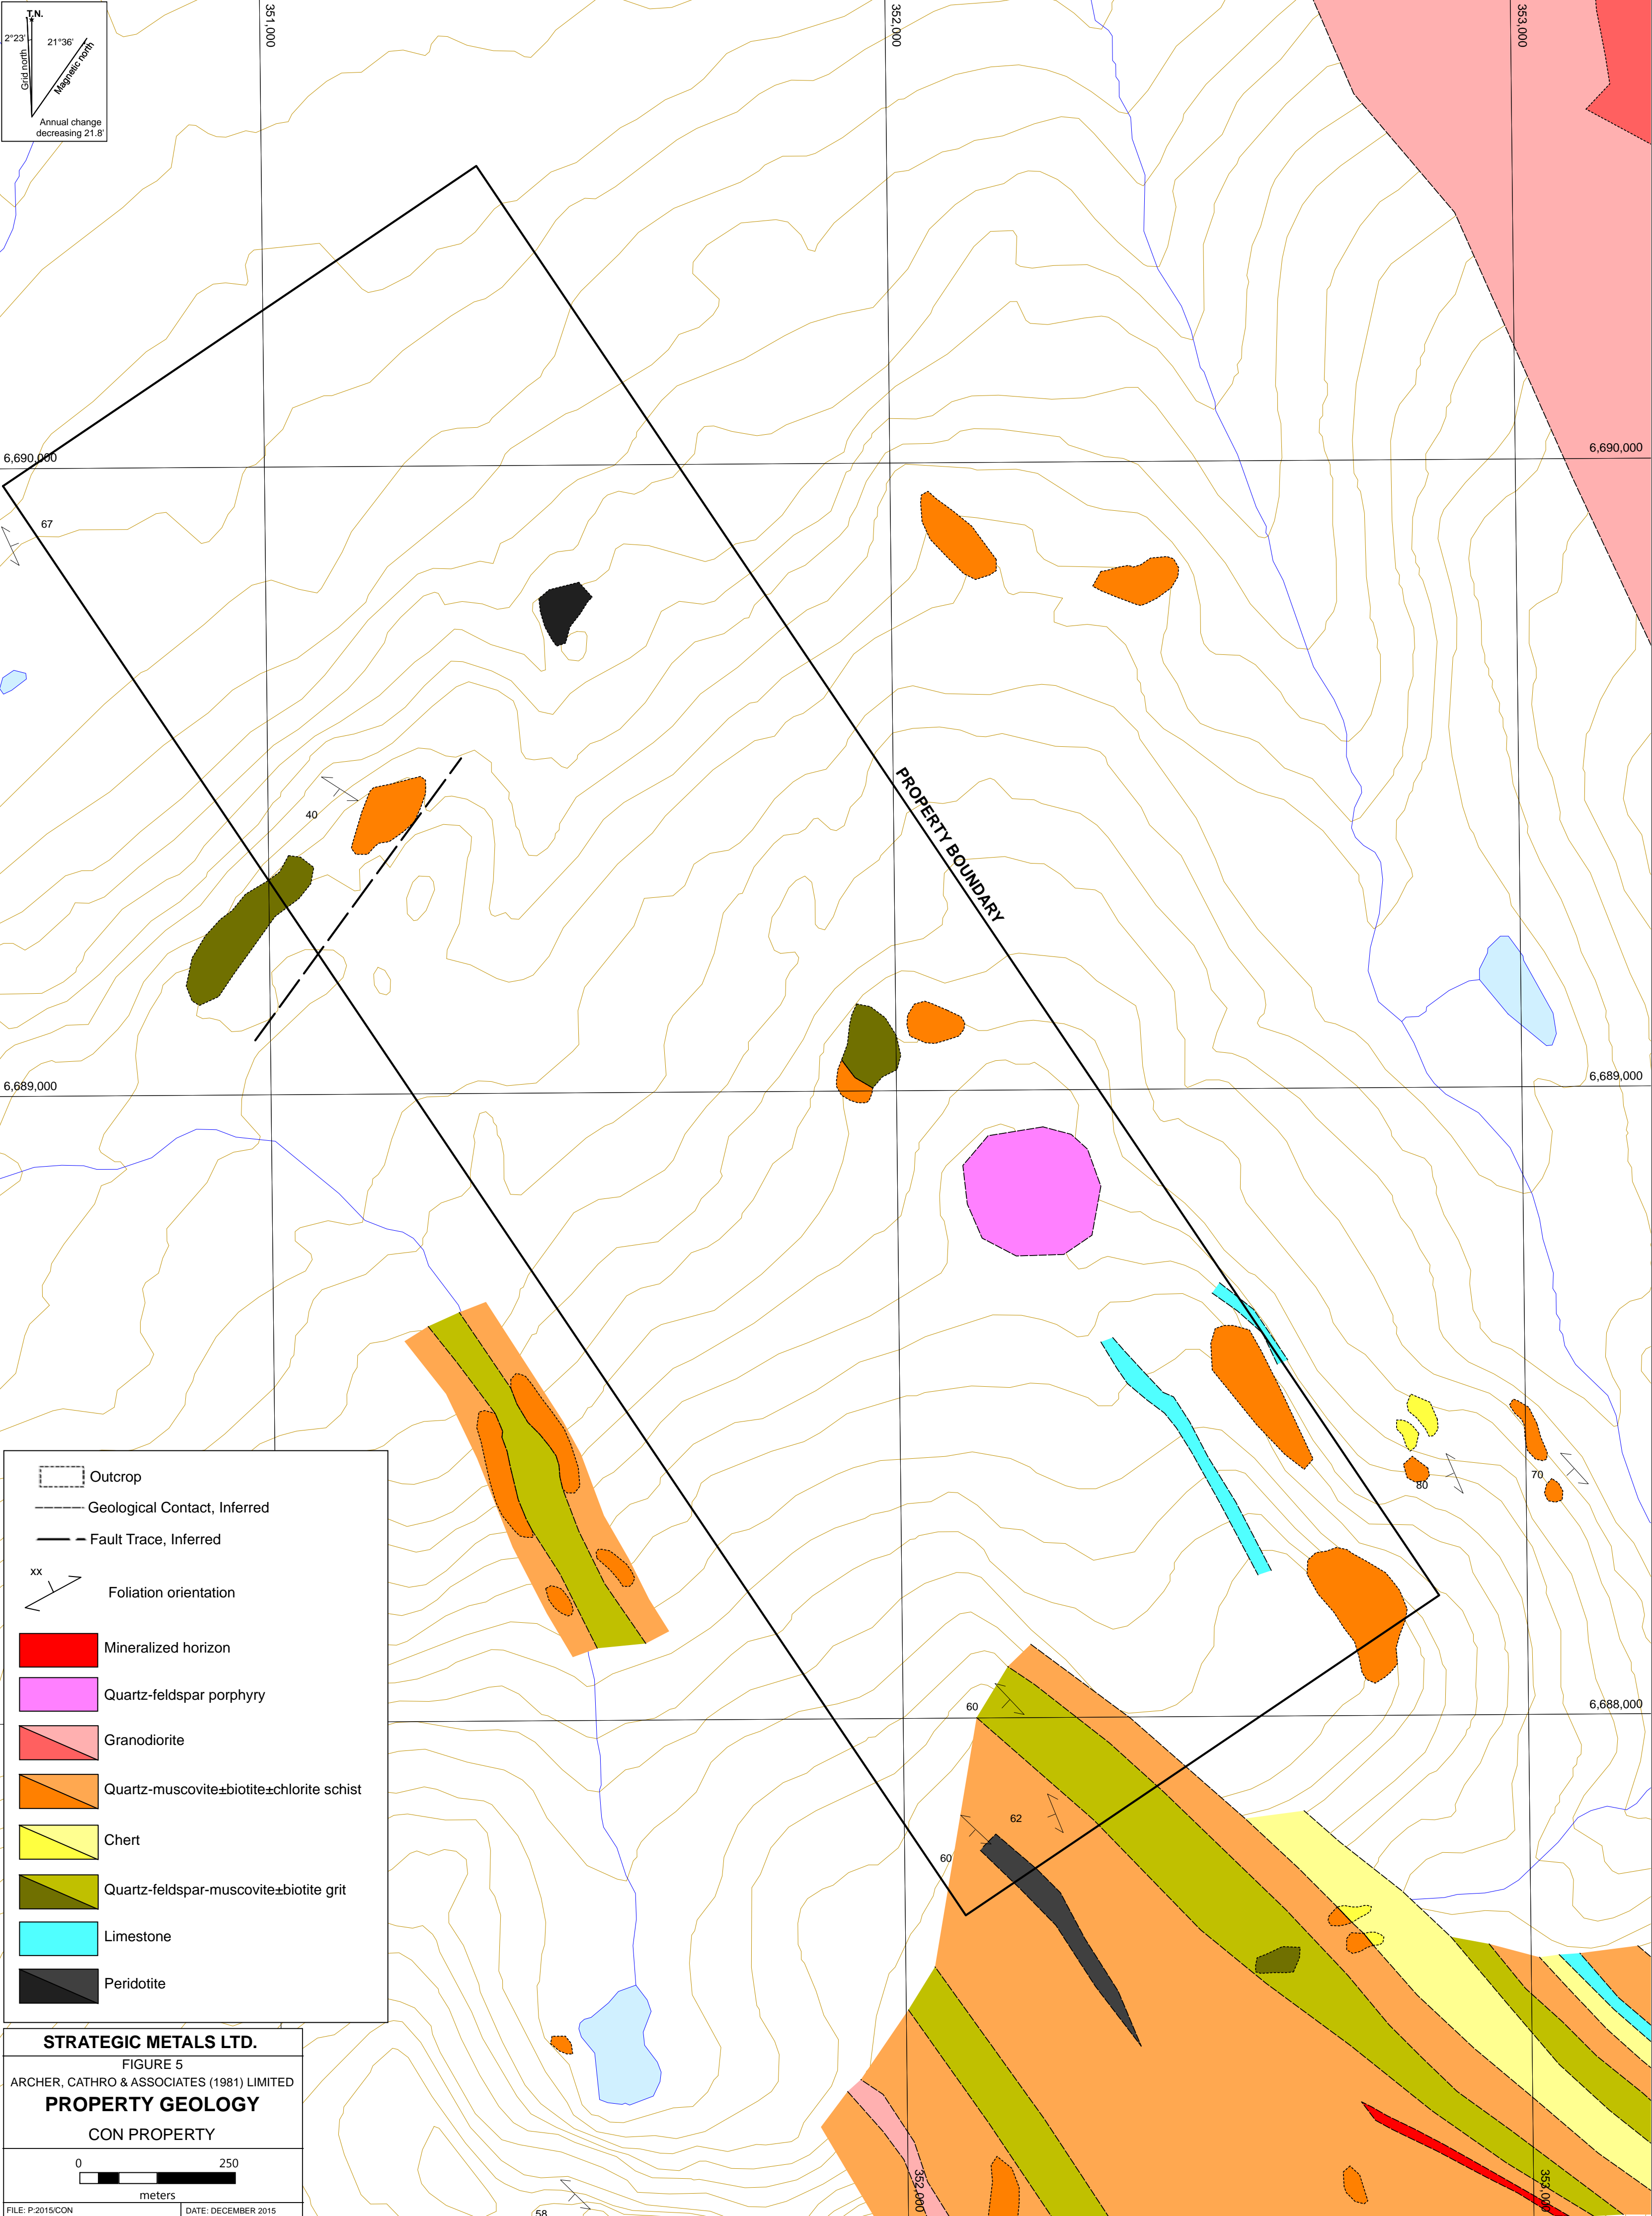 351,000
352,000
353,000
T.N.
2°23'
21°36'
Grid north
Magnetic north
Annual change
decreasing 21.8'
6,690,000
6,690,000
67
40
PROPERTY BOUNDARY
6,689,000
6,689,000
80
70
60
6,688,000
62
60
Outcrop
Geological Contact, Inferred
Fault Trace, Inferred
xx
Foliation orientation
Mineralized horizon
Quartz-feldspar porphyry
Granodiorite
Quartz-muscovite±biotite±chlorite schist
Chert
Quartz-feldspar-muscovite±biotite grit
Limestone
Peridotite
STRATEGIC METALS LTD.
FIGURE 5
ARCHER, CATHRO & ASSOCIATES (1981) LIMITED
PROPERTY GEOLOGY
CON PROPERTY
0 250
meters
FILE: P:2015/CON DATE: DECEMBER 2015
58
352,000
353,000